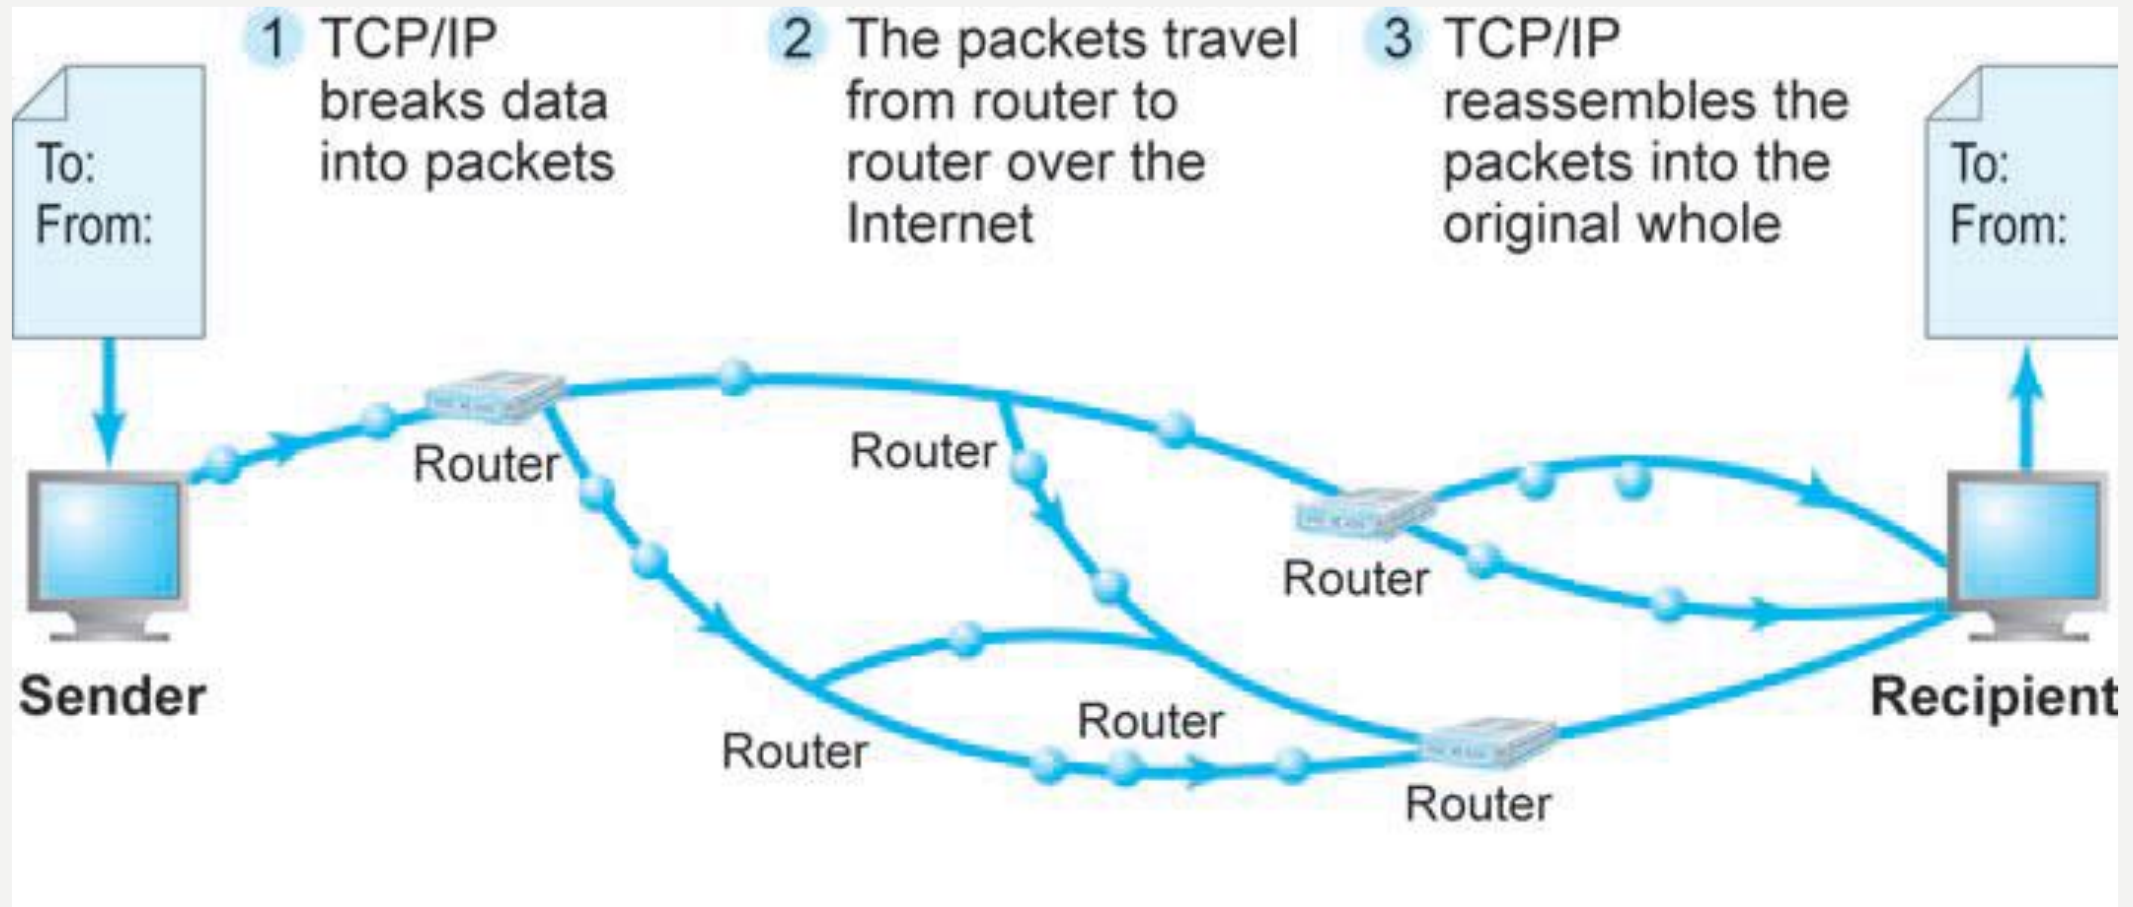 1 TCP/IP
breaks data
into packets
2 The packets travel
from router to
router over the
Internet
3 TCP/IP
reassembles the
packets into the
original whole
To:
From:
To:
From:
Router
Router
Router
Router
Router
Router
Sender
Recipient